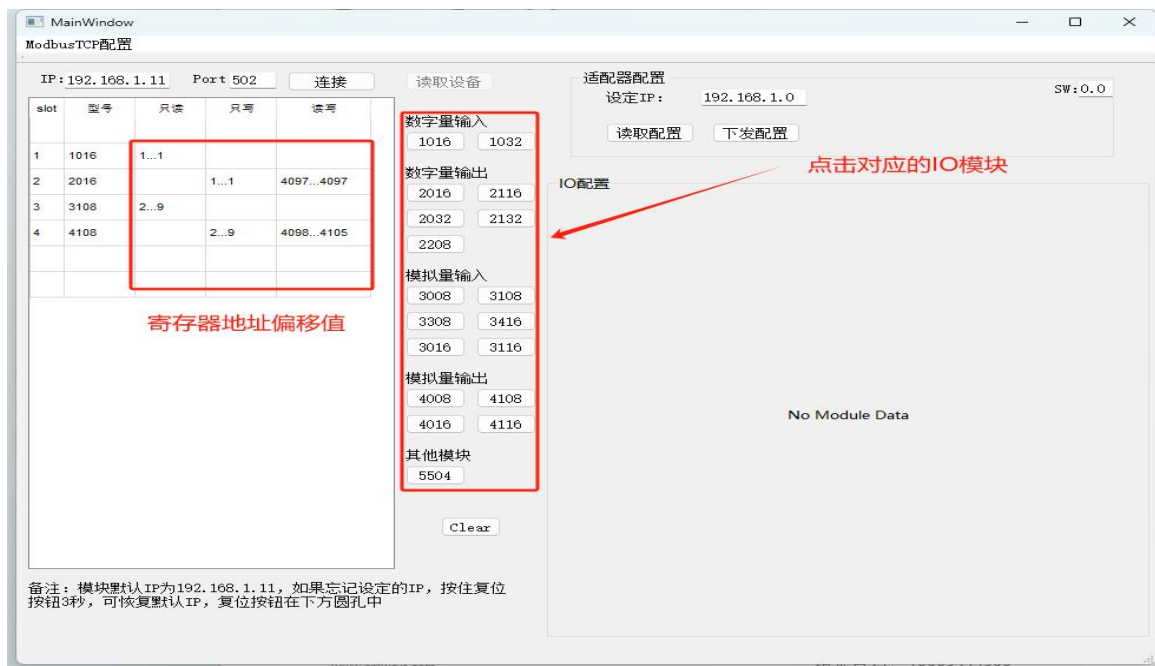 MainWindow
ModbusTCP配置
IP:192.168.1.11 Port 502 连接 读取设备
适配器配置
设定IP: 192.168.1.0 SW:0.0
读取配置 下发配置
slot 型号 只读 只写 读写
1 1016 1...1
2 2016 1...1 4097...4097
3 3108 2...9
4 4108 2...9 4098...4105
寄存器地址偏移值
数字量输入
1016 1032
数字量输出
2016 2116
2032 2132
2208
模拟量输入
3008 3108
3308 3416
3016 3116
模拟量输出
4008 4108
4016 4116
其他模块
5504
Clear
点击对应的IO模块
IO配置
No Module Data
备注：模块默认IP为192.168.1.11，如果忘记设定的IP，按住复位
按钮3秒，可恢复默认IP，复位按钮在下方圆孔中